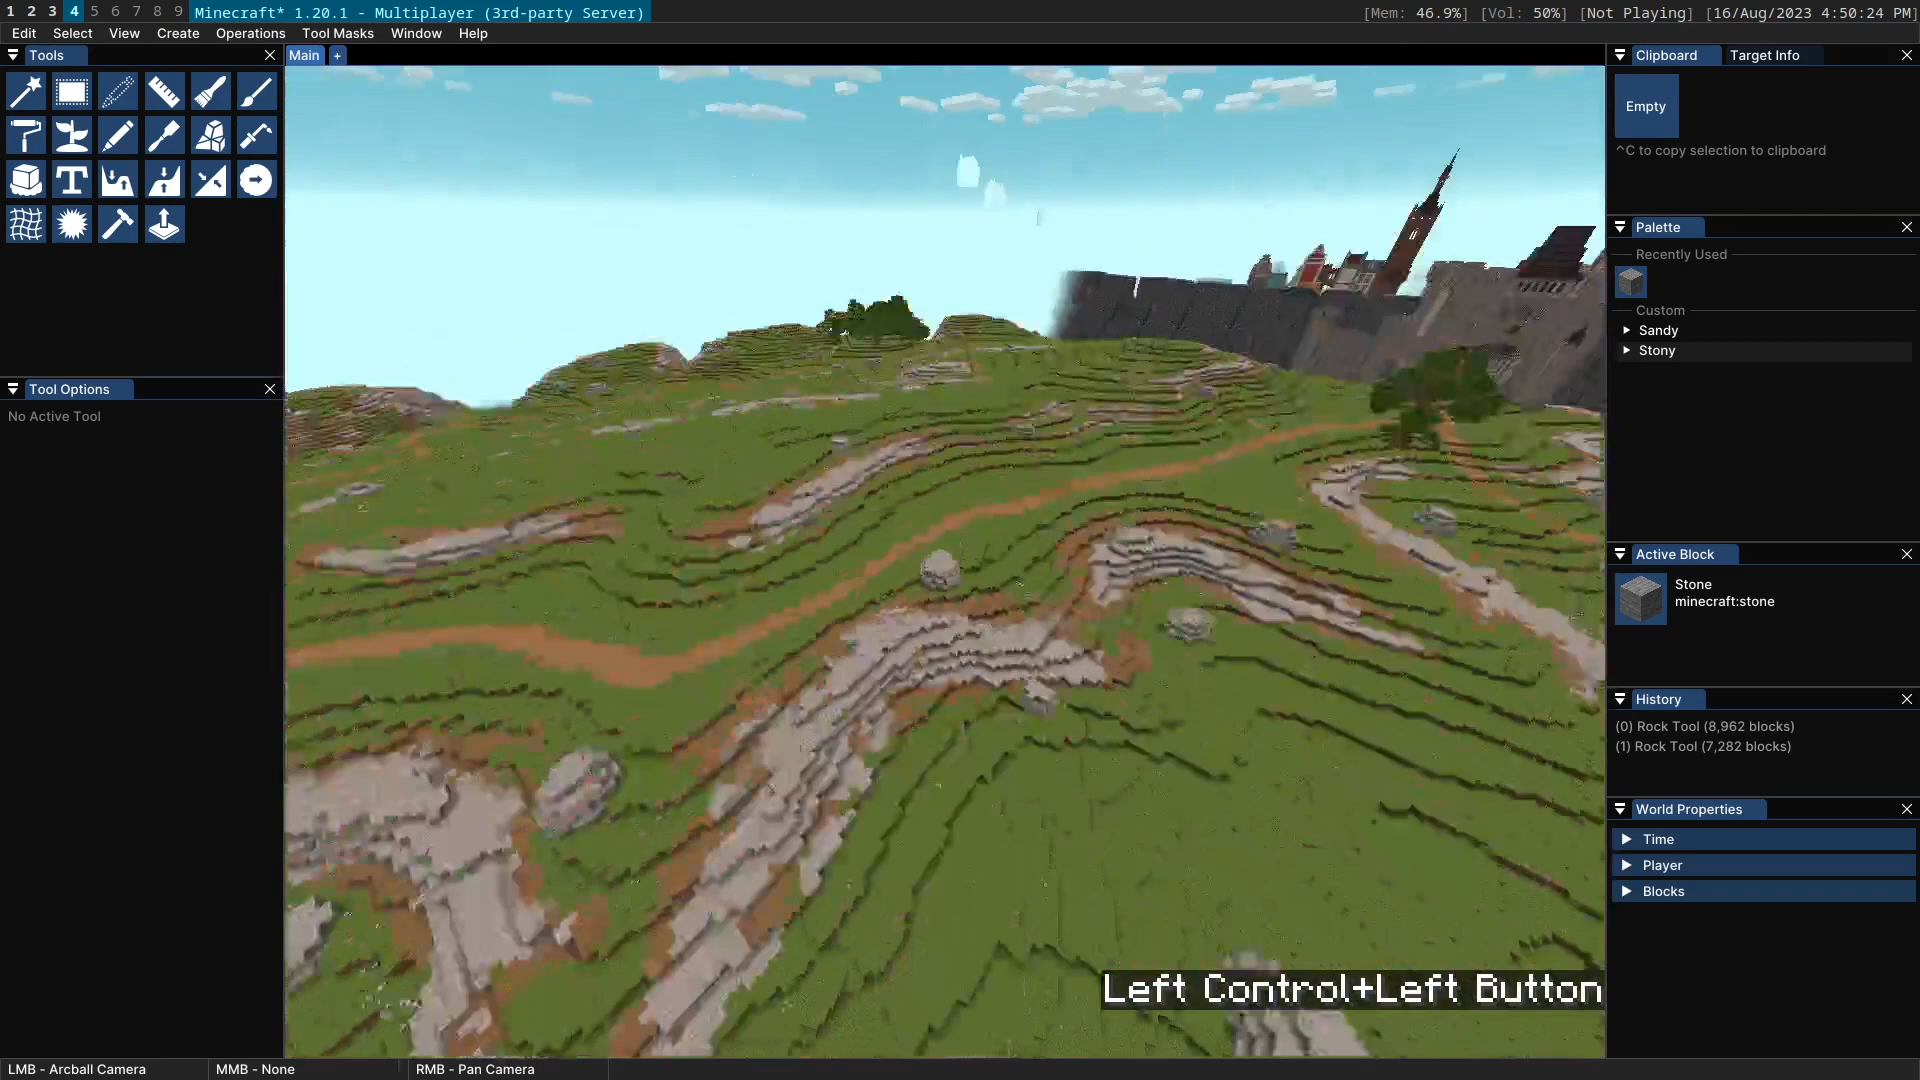 1 2 3 4 5 6 7 8 9 Minecraft* 1.20.1 - Multiplayer (3rd-party Server) [Mem: 46.9%] [Vol: 50%] [Not Playing] [16/Aug/2023 4:50:24 PM]
Edit Select View Create Operations Tool Masks Window Help
Tools
Main +
Tool Options
No Active Tool
Clipboard Target Info
Empty
^C to copy selection to clipboard
Palette
Recently Used
Custom
Sandy
Stony
Active Block
Stone
minecraft:stone
History
(0) Rock Tool (8,962 blocks)
(1) Rock Tool (7,282 blocks)
World Properties
Time
Player
Blocks
Left Control+Left Button
LMB - Arcball Camera MMB - None RMB - Pan Camera